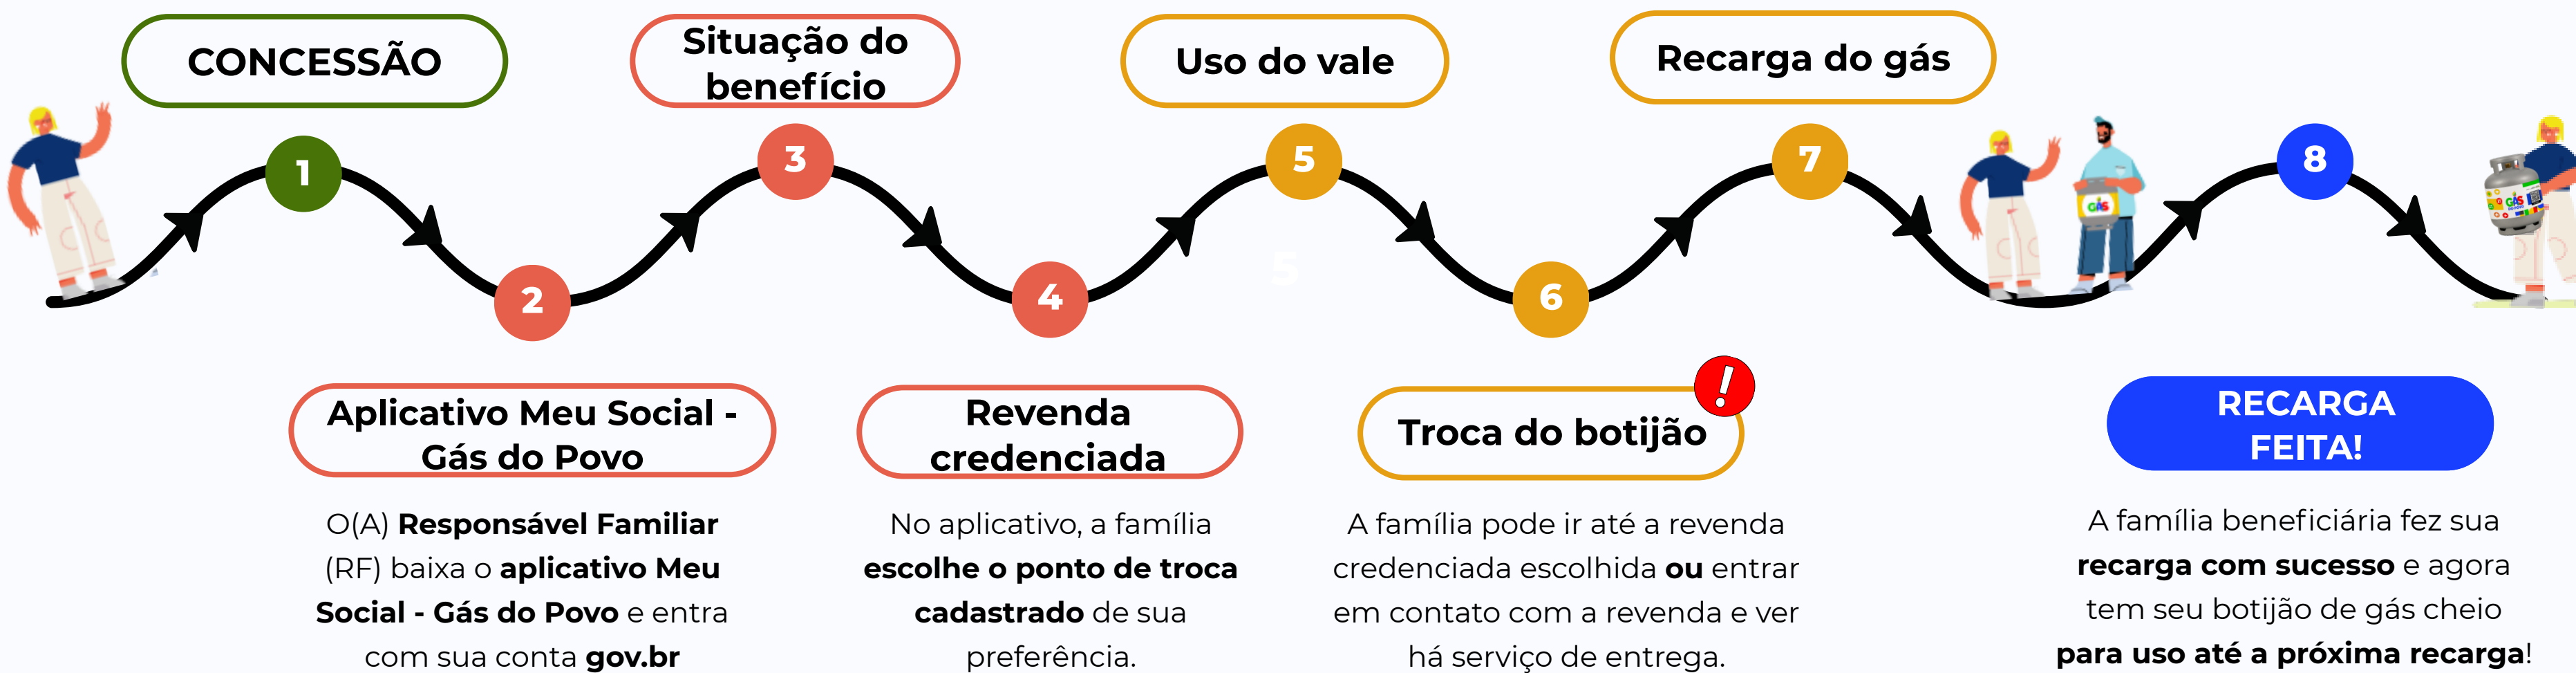 CONCESSÃO
Situação do
benefício
Uso do vale
Recarga do gás
1
3
5
7
8
GÁS
GÁS
5
2
4
6
Aplicativo Meu Social -
Gás do Povo
Revenda
credenciada
Troca do botijão
!
RECARGA
FEITA!
O(A) Responsável Familiar
(RF) baixa o aplicativo Meu
Social - Gás do Povo e entra
com sua conta gov.br
No aplicativo, a família
escolhe o ponto de troca
cadastrado de sua
preferência.
A família pode ir até a revenda
credenciada escolhida ou entrar
em contato com a revenda e ver
há serviço de entrega.
A família beneficiária fez sua
recarga com sucesso e agora
tem seu botijão de gás cheio
para uso até a próxima recarga!